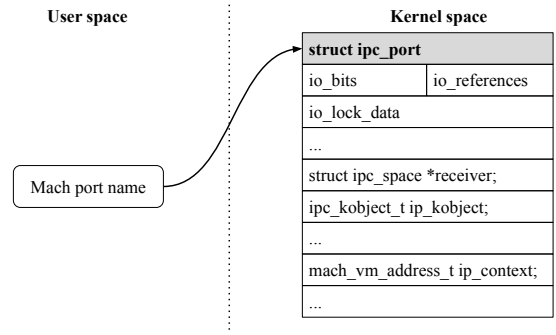 User space
Kernel space
struct ipc_port
io_bits
io_references
io_lock_data
...
Mach port name
struct ipc_space *receiver;
ipc_kobject_t ip_kobject;
...
mach_vm_address_t ip_context;
...